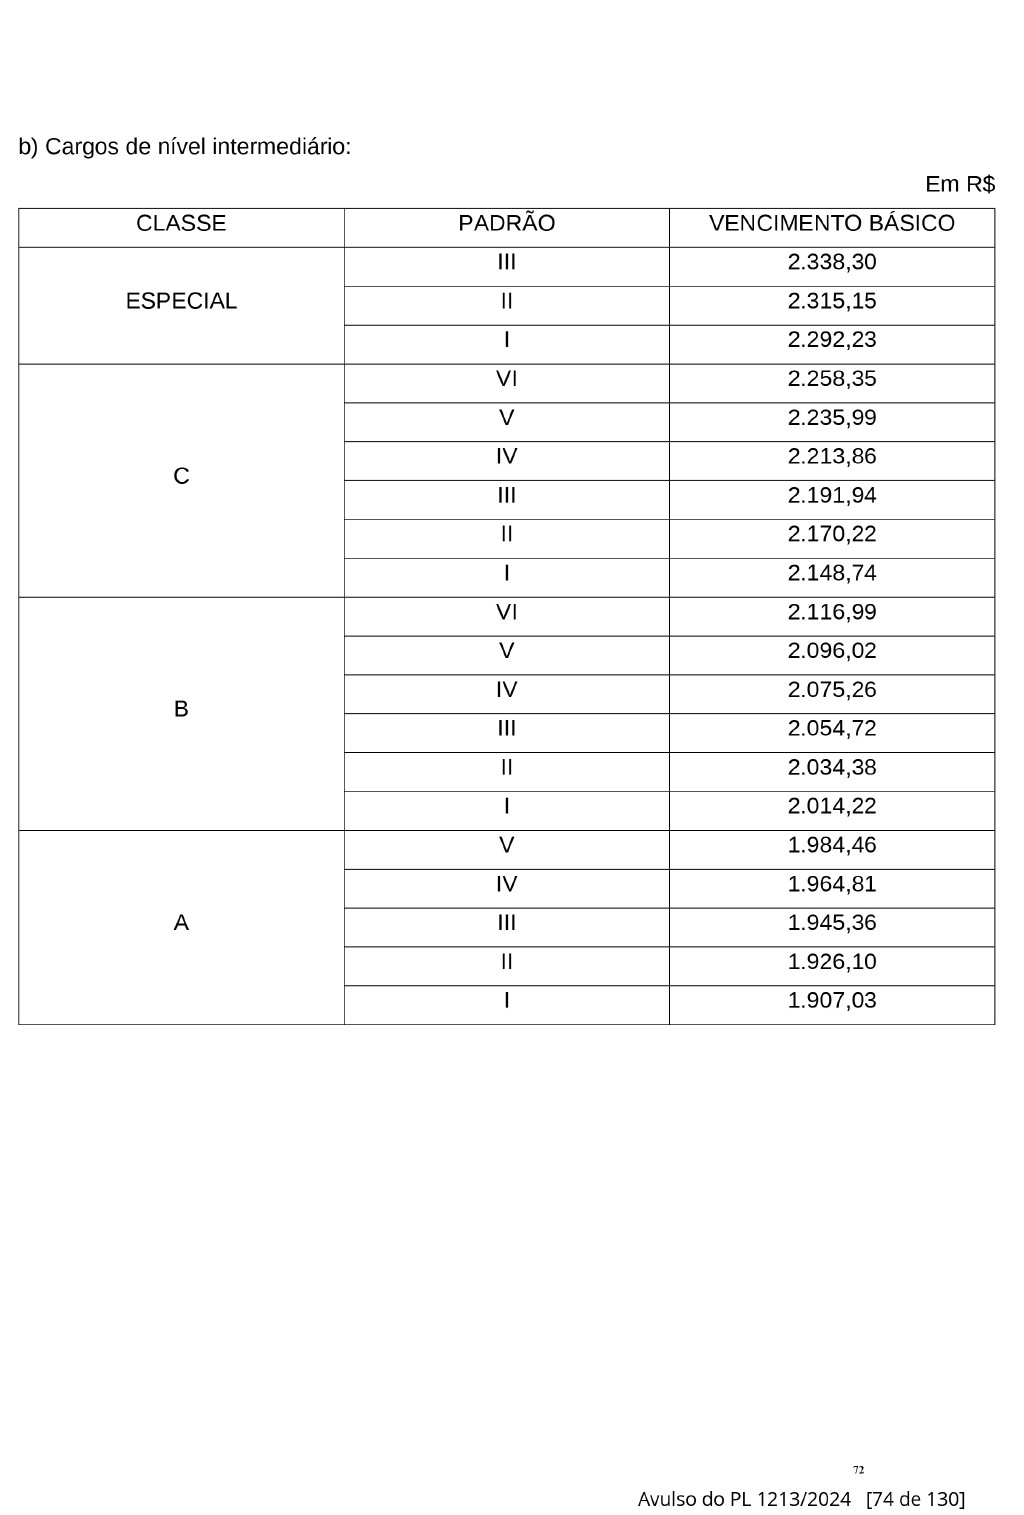 b) Cargos de nível intermediário:
Em R$
CLASSE PADRÃO VENCIMENTO BÁSICO
ESPECIAL
III 2.338,30
II 2.315,15
I 2.292,23
C
VI 2.258,35
V 2.235,99
IV 2.213,86
III 2.191,94
II 2.170,22
I 2.148,74
B
VI 2.116,99
V 2.096,02
IV 2.075,26
III 2.054,72
II 2.034,38
I 2.014,22
A
V 1.984,46
IV 1.964,81
III 1.945,36
II 1.926,10
I 1.907,03
72
Avulso do PL 1213/2024 [74 de 130]